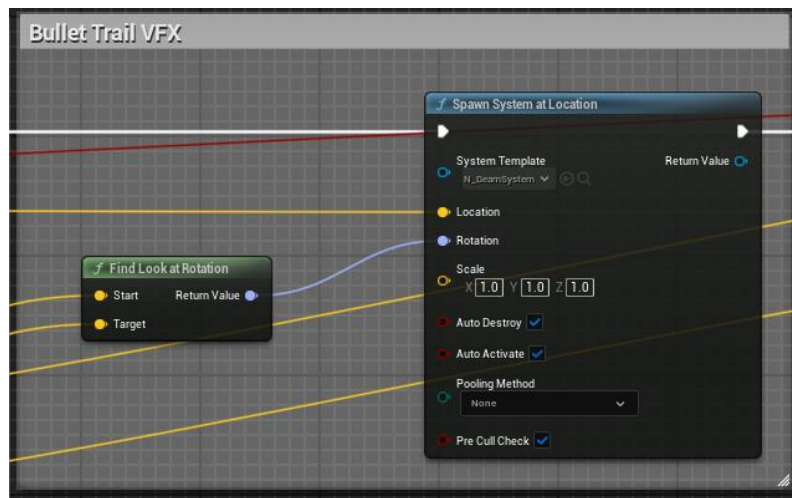 Bullet Trail VFX
f Spawn System at Location
System Template
Return Value
N_BeamSystem
Location
Rotation
f Find Look at Rotation
Scale
Start
Return Value
X 1.0 Y 1.0 Z 1.0
Target
Auto Destroy
Auto Activate
Pooling Method
None
Pre Cull Check